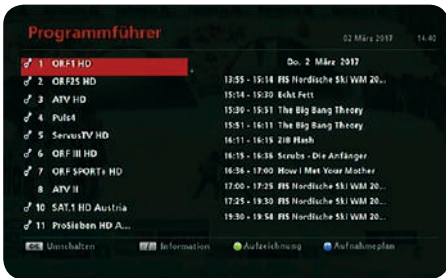 Programmführer
02 März 2017 14:40
1 ORF1 HD
2 ORF2S HD
3 ATV HD
4 Puls4
5 ServusTV HD
6 ORF III HD
7 ORF SPORT+ HD
8 ATV II
10 SAT.1 HD Austria
11 ProSieben HD A...
Do. 2 März 2017
13:55 - 15:14 FIS Nordische Ski WM 20...
15:14 - 15:30 Echt Fett
15:30 - 15:51 The Big Bang Theory
15:51 - 16:11 The Big Bang Theory
16:11 - 16:15 ZIB Flash
16:15 - 16:36 Scrubs - Die Anfänger
16:36 - 17:00 How I Met Your Mother
17:00 - 17:25 FIS Nordische Ski WM 20...
17:25 - 19:30 FIS Nordische Ski WM 20...
19:30 - 19:54 FIS Nordische Ski WM 20...
OK Umschalten Information Aufzeichnung Aufnahmeplan